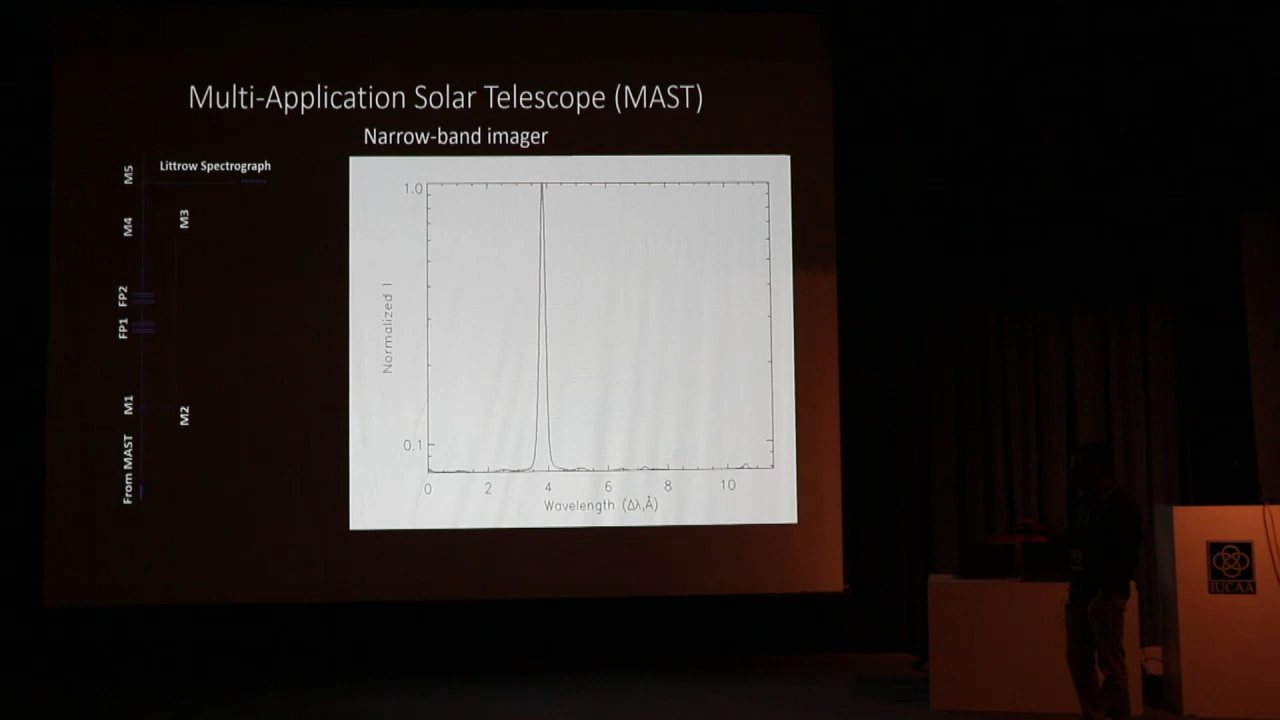 Multi-Application Solar Telescope (MAST)
Narrow-band imager
Littrow Spectrograph
M5
M4
M3
FP2
FP1
M1
M2
From MAST
1.0
Normalized I
0.1
0 2 4 6 8 10
Wavelength (Δλ,Å)
IUCAA